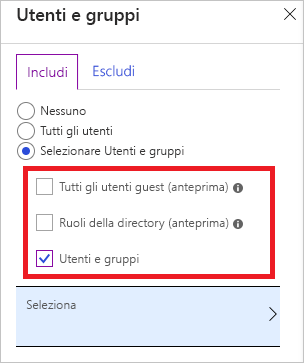 Utenti e gruppi
Includi Escludi
Nessuno
Tutti gli utenti
Selezionare Utenti e gruppi
Tutti gli utenti guest (anteprima)
Ruoli della directory (anteprima)
Utenti e gruppi
Seleziona